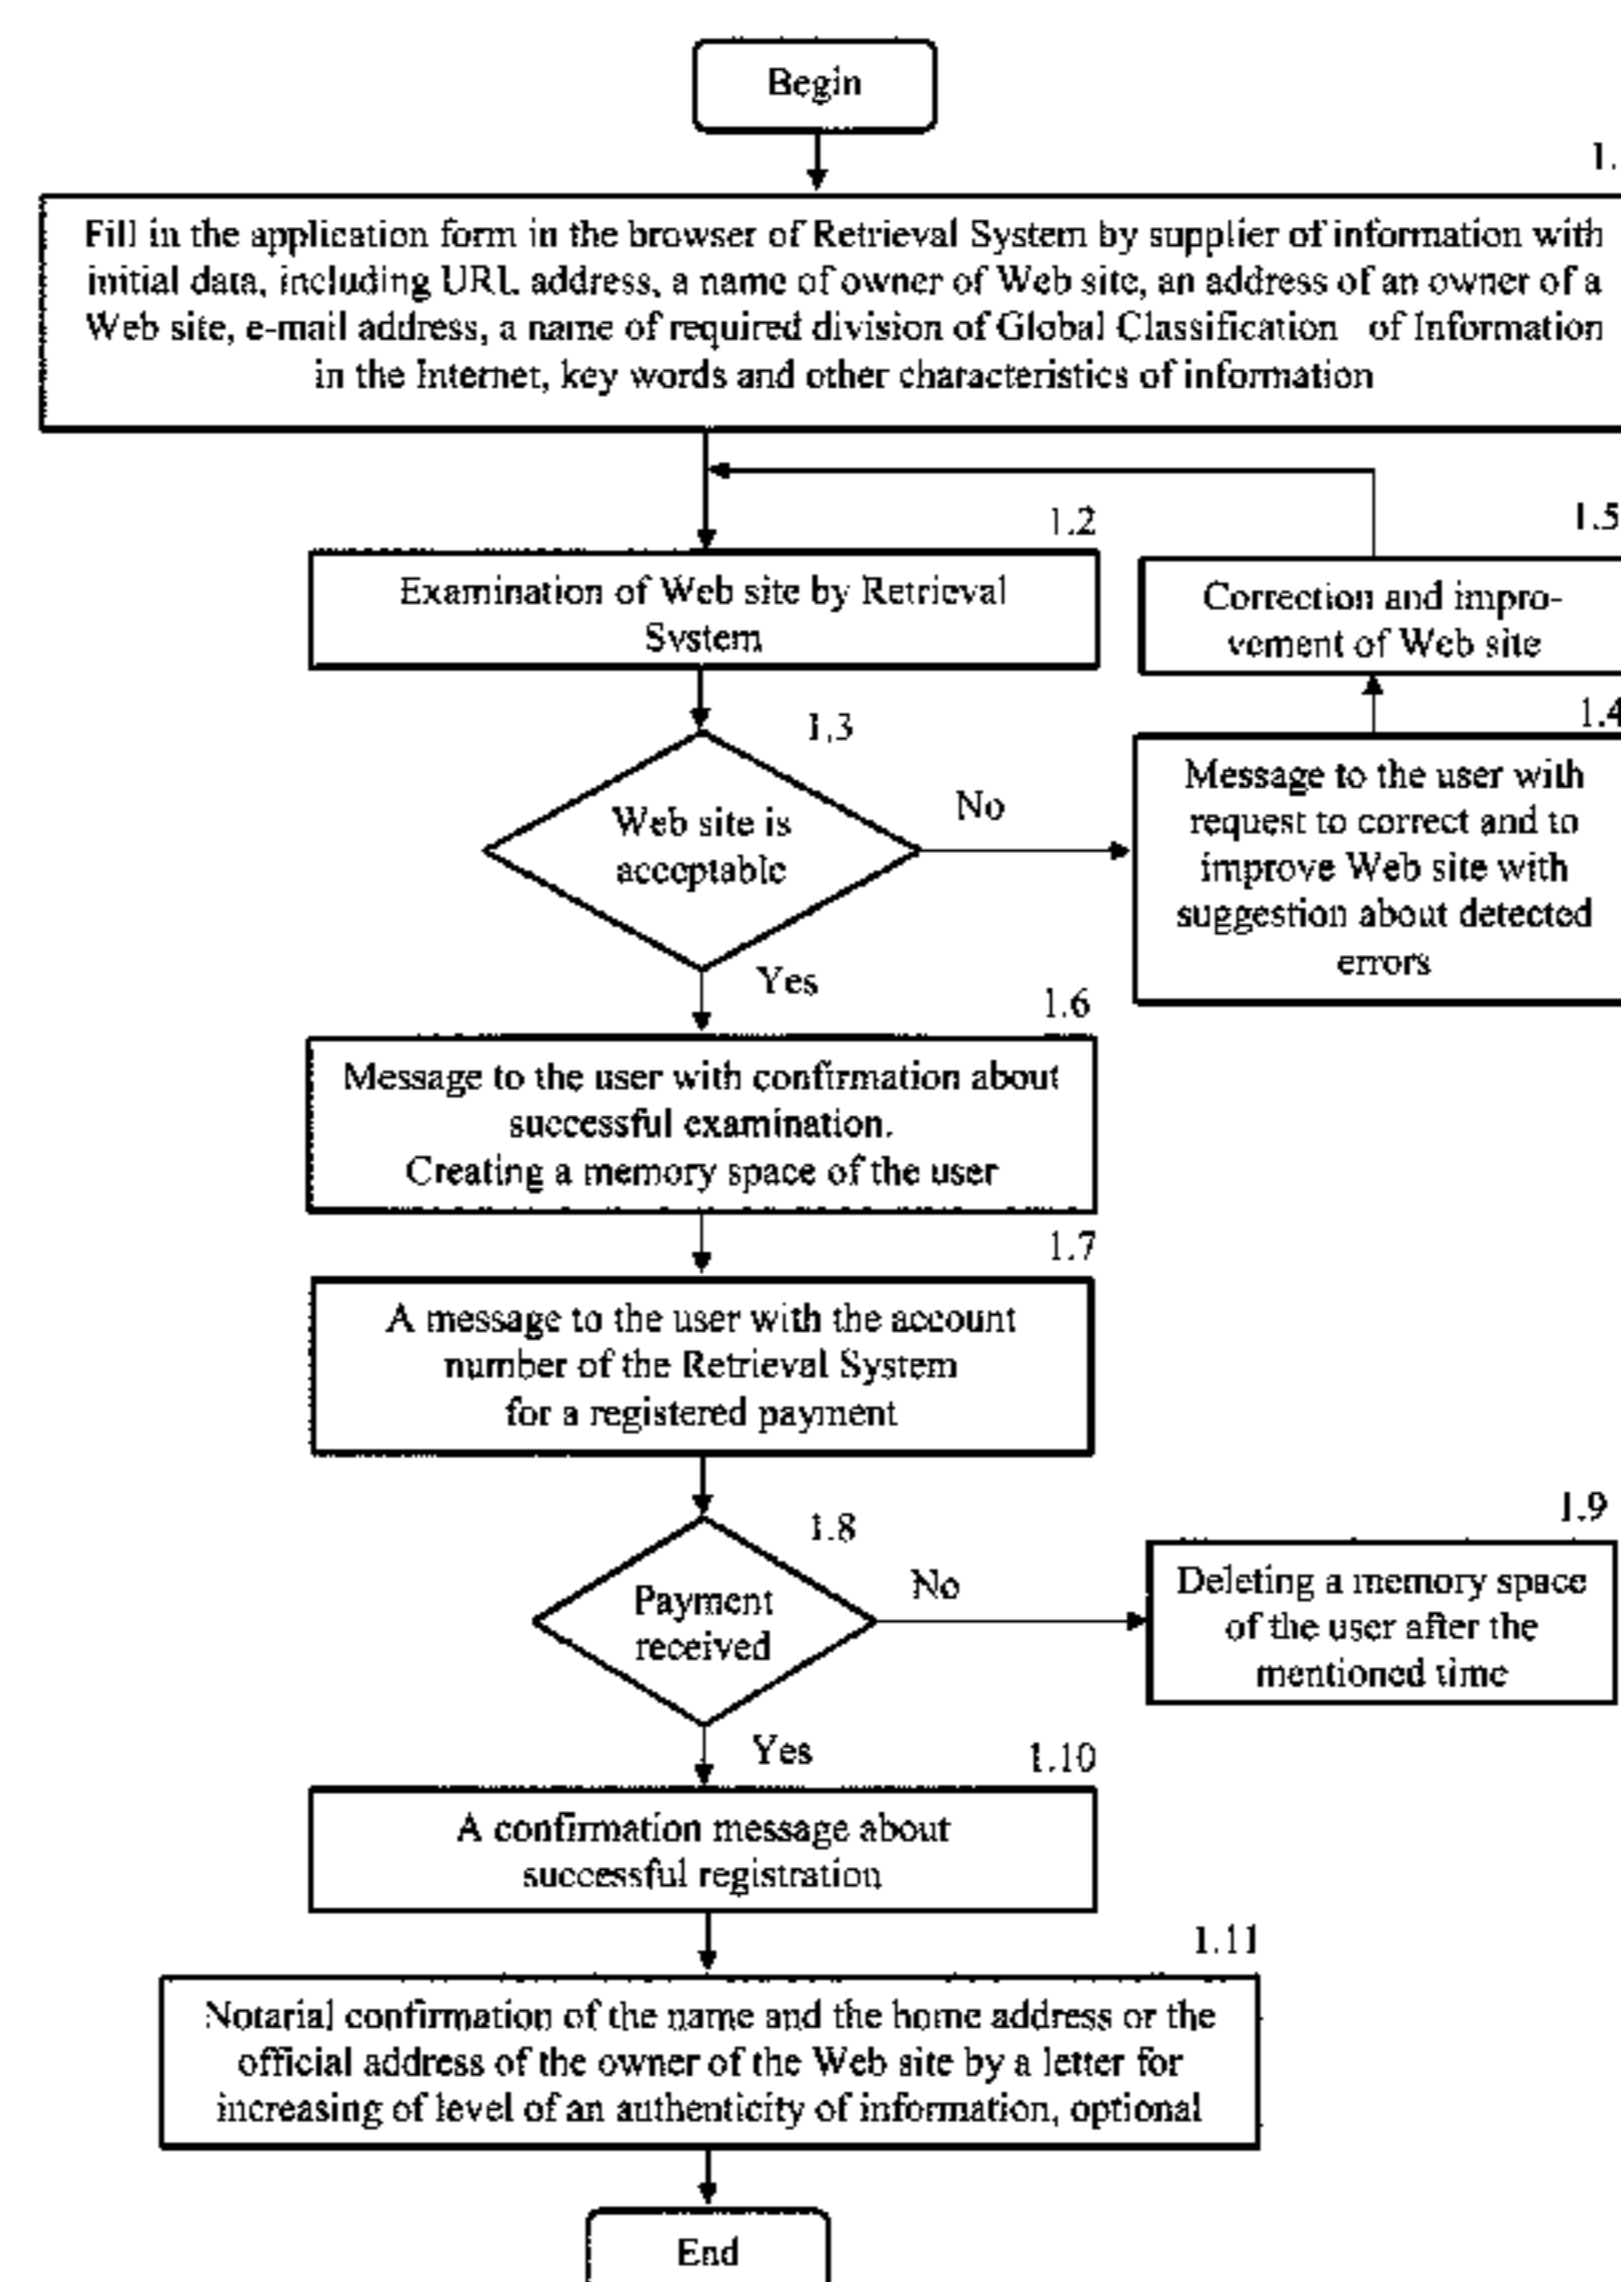 Begin
1.
Fill in the application form in the browser of Retrieval System by supplier of information with
initial data, including URL address, a name of owner of Web site, an address of an owner of a
Web site, e-mail address, a name of required division of Global Classification of Information
in the Internet, key words and other characteristics of information
1.2
Examination of Web site by Retrieval
System
1.5
Correction and impro-
vement of Web site
1.3
Web site is
acceptable
No
1.4
Message to the user with
request to correct and to
improve Web site with
suggestion about detected
errors
Yes
1.6
Message to the user with confirmation about
successful examination.
Creating a memory space of the user
1.7
A message to the user with the account
number of the Retrieval System
for a registered payment
1.8
Payment
received
No
1.9
Deleting a memory space
of the user after the
mentioned time
Yes
1.10
A confirmation message about
successful registration
1.11
Notarial confirmation of the name and the home address or the
official address of the owner of the Web site by a letter for
increasing of level of an authenticity of information, optional
End